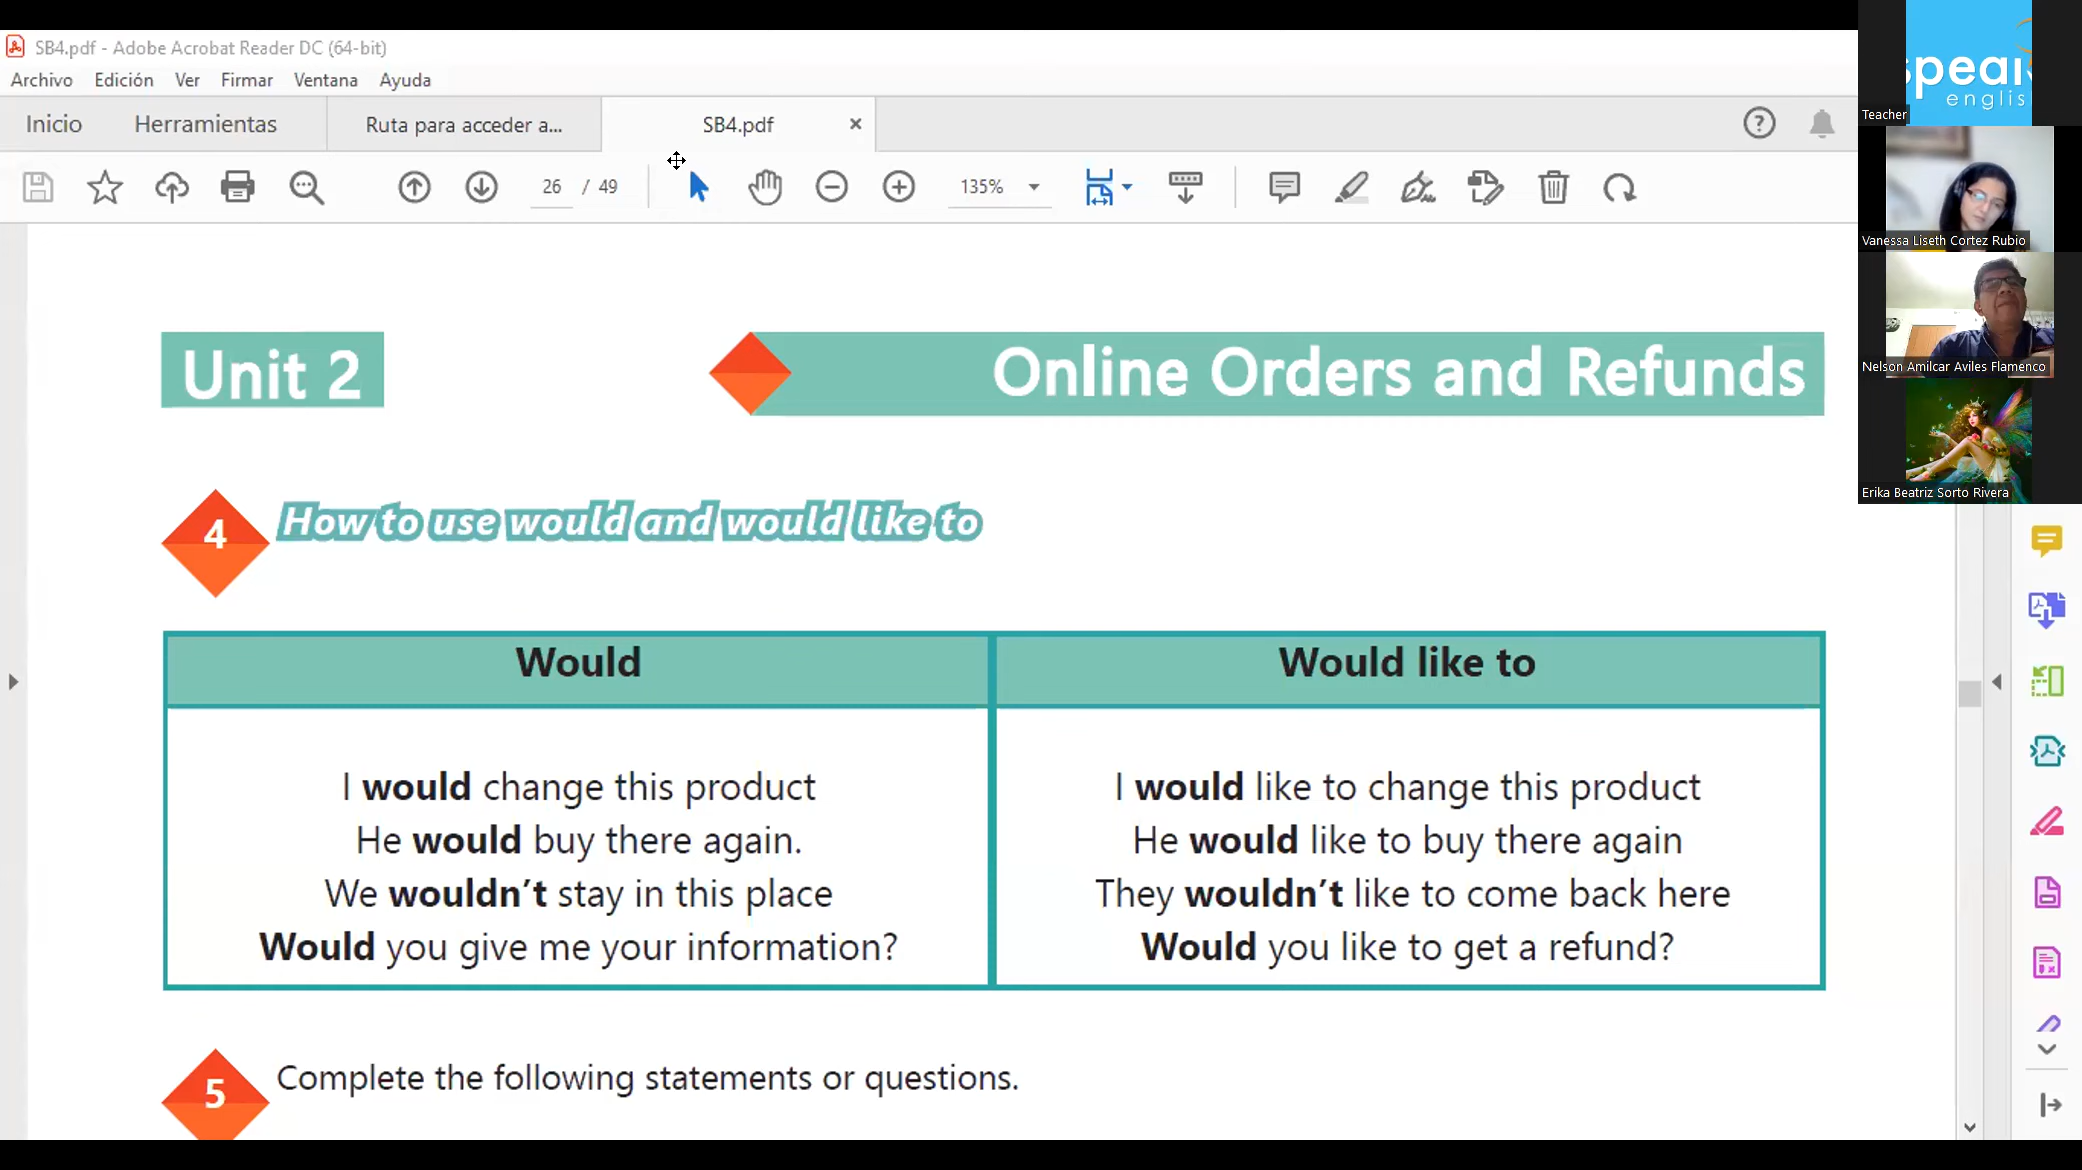 SB4.pdf - Adobe Acrobat Reader DC (64-bit)
Archivo Edición Ver Firmar Ventana Ayuda
Inicio Herramientas Ruta para acceder a... SB4.pdf
26 / 49 135%
speak
english
Teacher
Vanessa Liseth Cortez Rubio
Nelson Amilcar Aviles Flamenco
Erika Beatriz Sorto Rivera
Unit 2 Online Orders and Refunds
4 How to use would and would like to
Would Would like to
I would change this product I would like to change this product
He would buy there again. He would like to buy there again
We wouldn't stay in this place They wouldn't like to come back here
Would you give me your information? Would you like to get a refund?
5 Complete the following statements or questions.